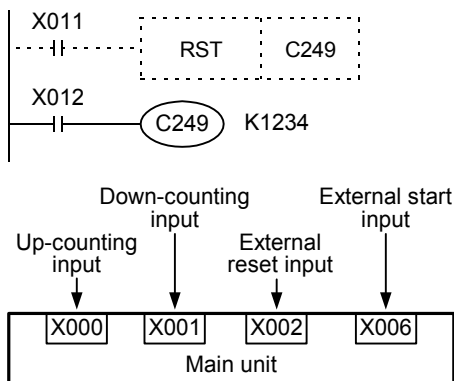 X011
RST C249
X012
C249 K1234
Down-counting
input
External start
input
Up-counting
input
External
reset input
X000 X001 X002 X006
Main unit